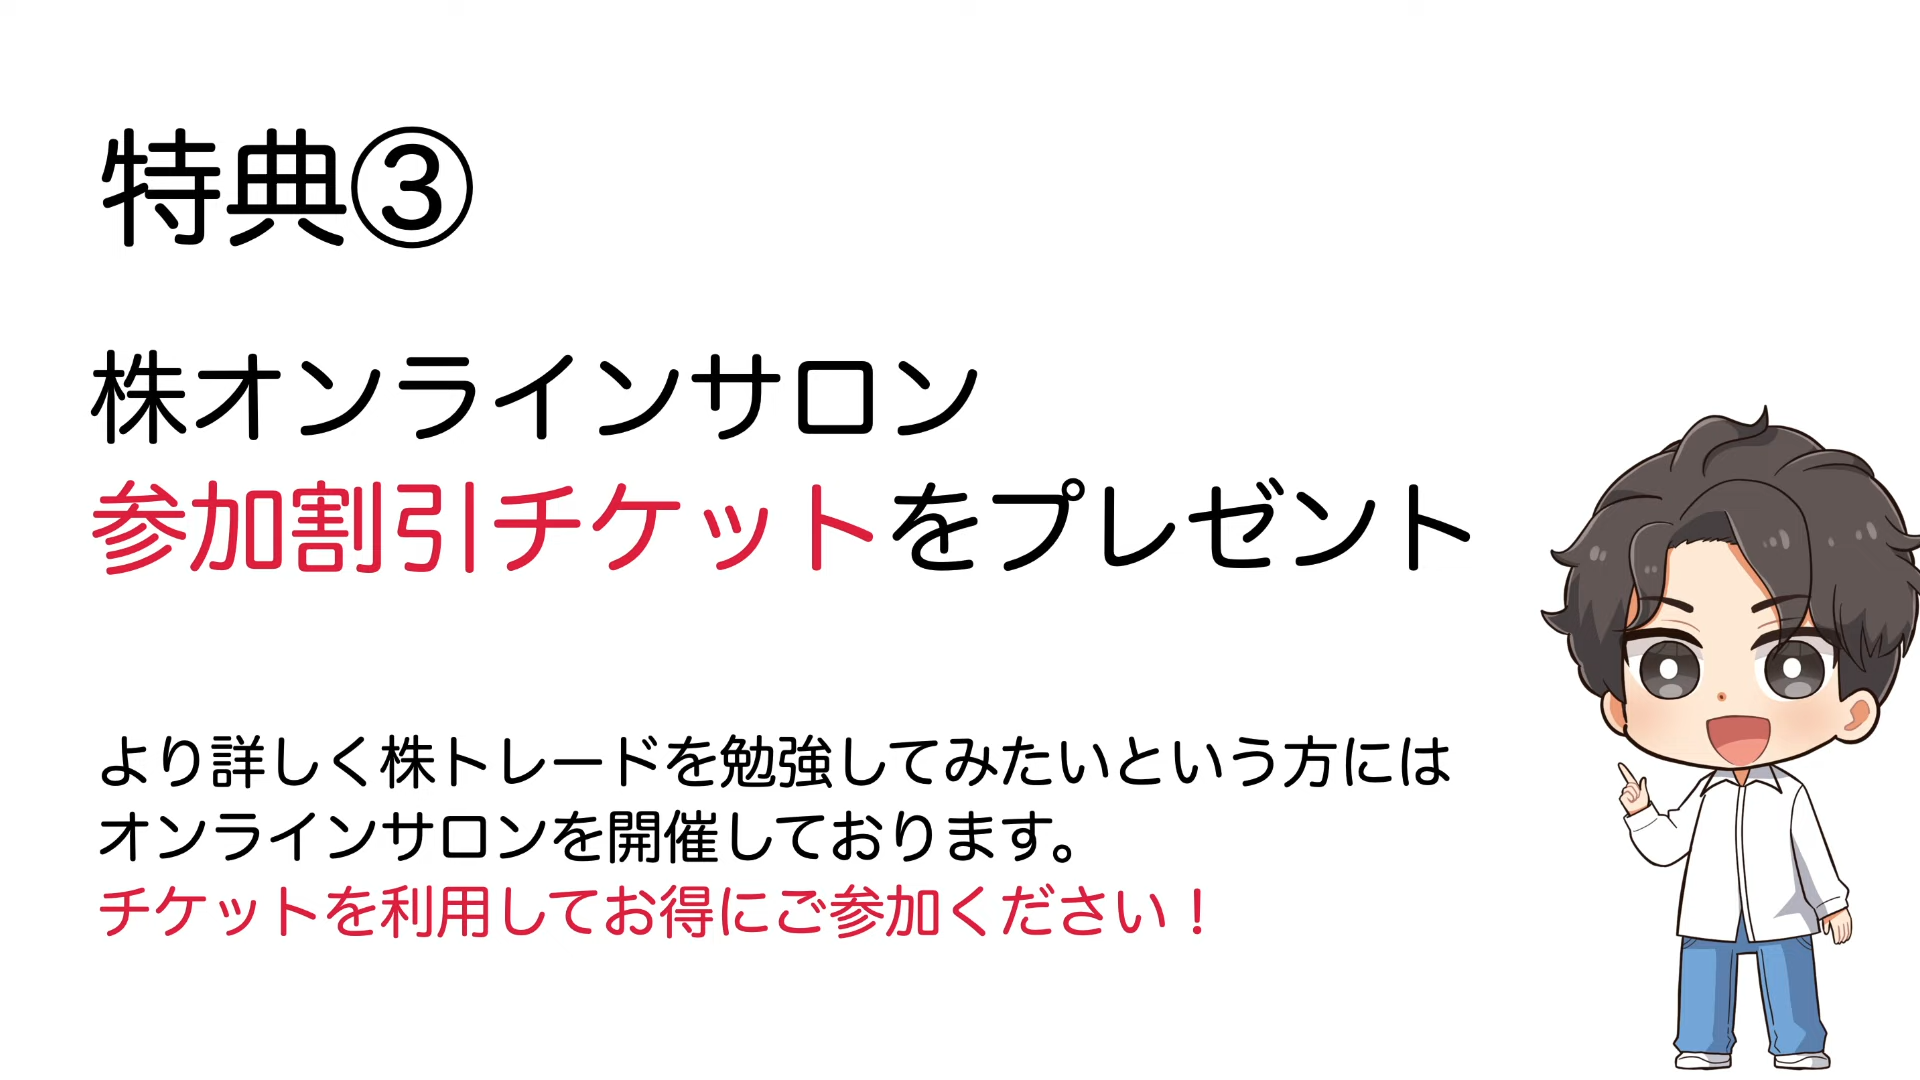 特典③
株オンラインサロン
参加割引チケットをプレゼント
より詳しく株トレードを勉強してみたいという方には
オンラインサロンを開催しております。
チケットを利用してお得にご参加ください！